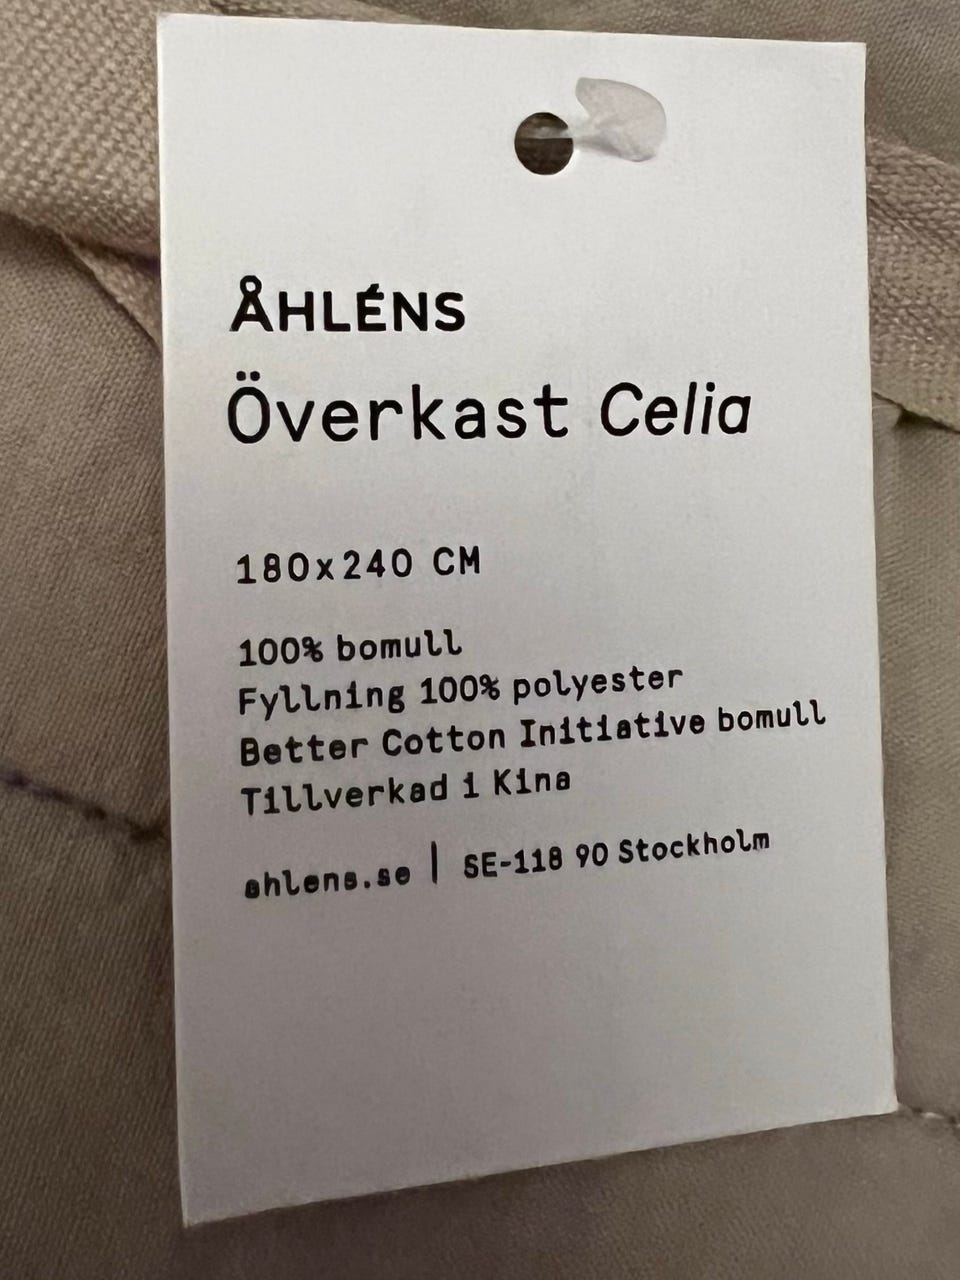 ÅHLÉNS
Överkast Celia
180x240 CM
100% bomull
Fyllning 100% polyester
Better Cotton Initiative bomull
Tillverkad i Kina
ahlens.se | SE-118 90 Stockholm